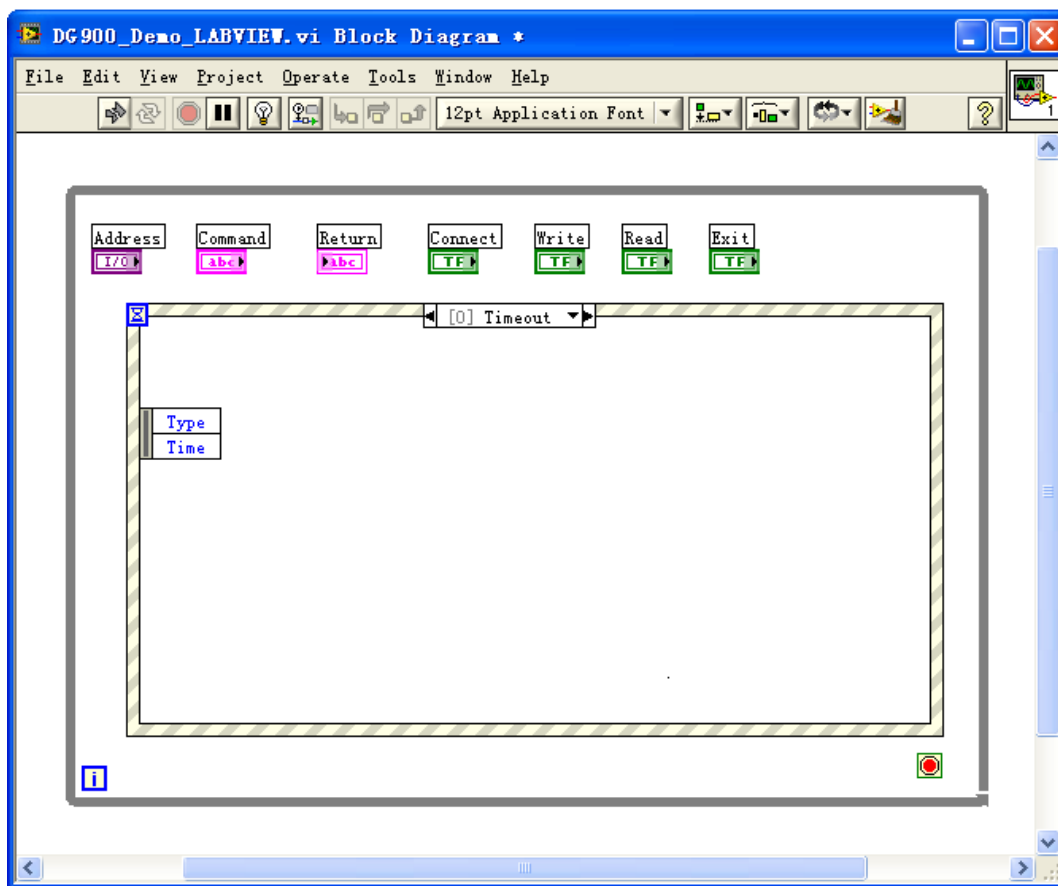 DG900_Demo_LABVIEW.vi Block Diagram *
File Edit View Project Operate Tools Window Help
12pt Application Font
?
1
Address Command Return Connect Write Read Exit
I/O abc abc TF TF TF TF
[0] Timeout
Type
Time
i